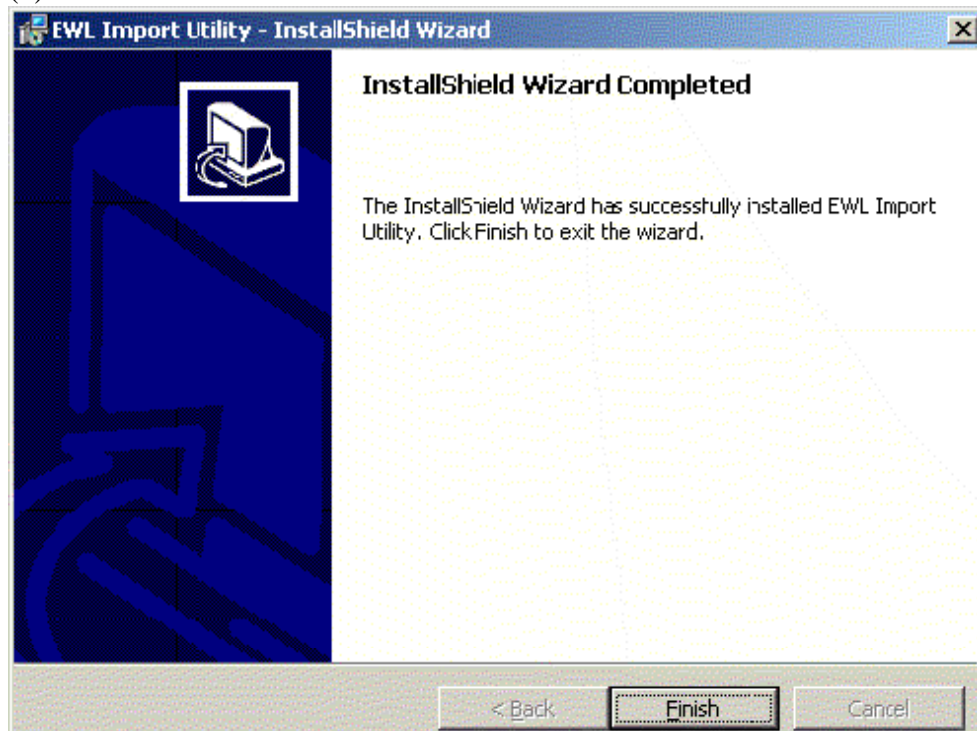 EWL Import Utility - InstallShield Wizard
InstallShield Wizard Completed
The InstallShield Wizard has successfully installed EWL Import
Utility. Click Finish to exit the wizard.
< Back Finish Cancel